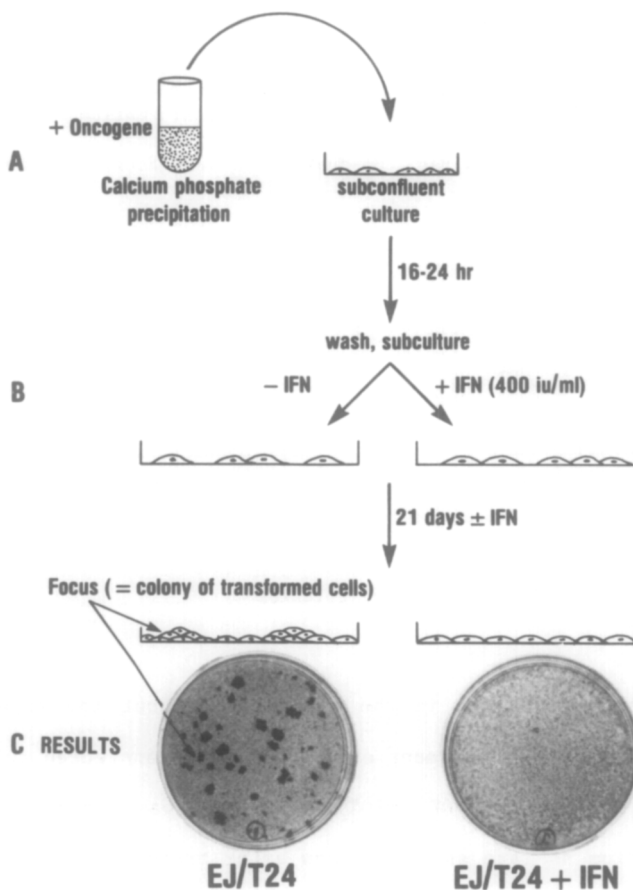 + Oncogene
A
Calcium phosphate
precipitation
subconfluent
culture
16-24 hr
wash, subculture
B
− IFN
+ IFN (400 iu/ml)
21 days ± IFN
Focus ( = colony of transformed cells)
C RESULTS
EJ/T24
EJ/T24 + IFN